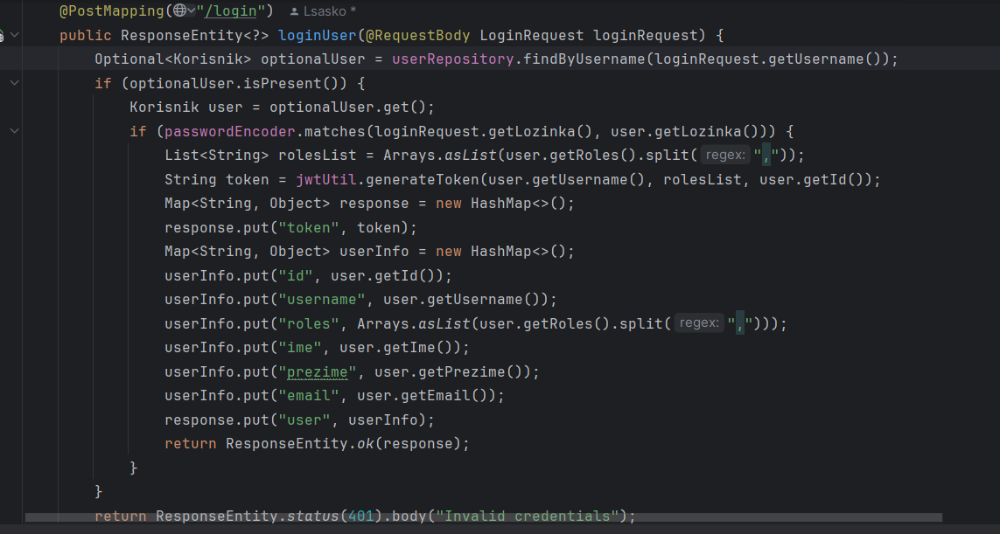 @PostMapping("/login") Lsasko *
public ResponseEntity<?> loginUser(@RequestBody LoginRequest loginRequest) {
Optional<Korisnik> optionalUser = userRepository.findByUsername(loginRequest.getUsername());
if (optionalUser.isPresent()) {
Korisnik user = optionalUser.get();
if (passwordEncoder.matches(loginRequest.getLozinka(), user.getLozinka())) {
List<String> rolesList = Arrays.asList(user.getRoles().split( regex: ","));
String token = jwtUtil.generateToken(user.getUsername(), rolesList, user.getId());
Map<String, Object> response = new HashMap<>();
response.put("token", token);
Map<String, Object> userInfo = new HashMap<>();
userInfo.put("id", user.getId());
userInfo.put("username", user.getUsername());
userInfo.put("roles", Arrays.asList(user.getRoles().split( regex: ",")));
userInfo.put("ime", user.getIme());
userInfo.put("prezime", user.getPrezime());
userInfo.put("email", user.getEmail());
response.put("user", userInfo);
return ResponseEntity.ok(response);
}
}
return ResponseEntity.status(401).body("Invalid credentials");